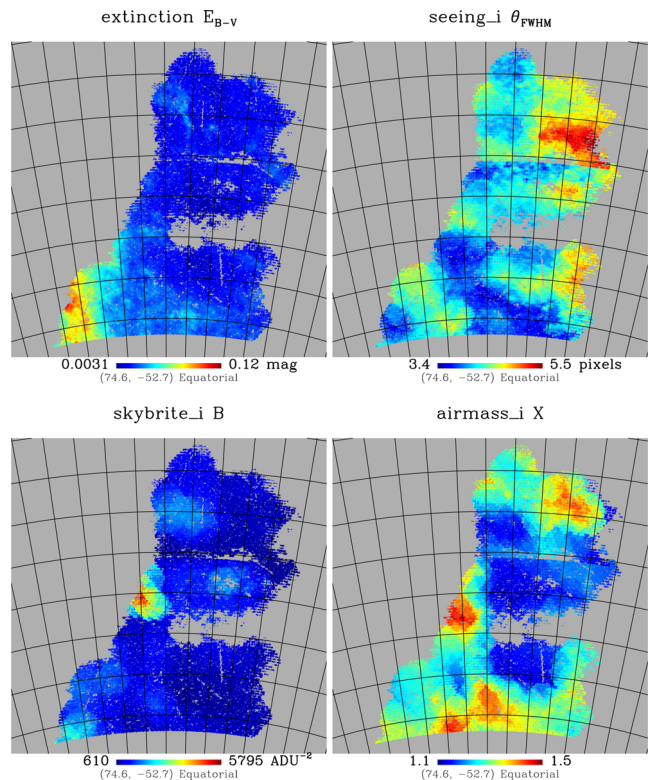 extinction E_B-V
seeing_i θ_FWHM
0.0031 0.12 mag
(74.6, -52.7) Equatorial
3.4 5.5 pixels
(74.6, -52.7) Equatorial
skybrite_i B
airmass_i X
610 5795 ADU⁻²
(74.6, -52.7) Equatorial
1.1 1.5
(74.6, -52.7) Equatorial